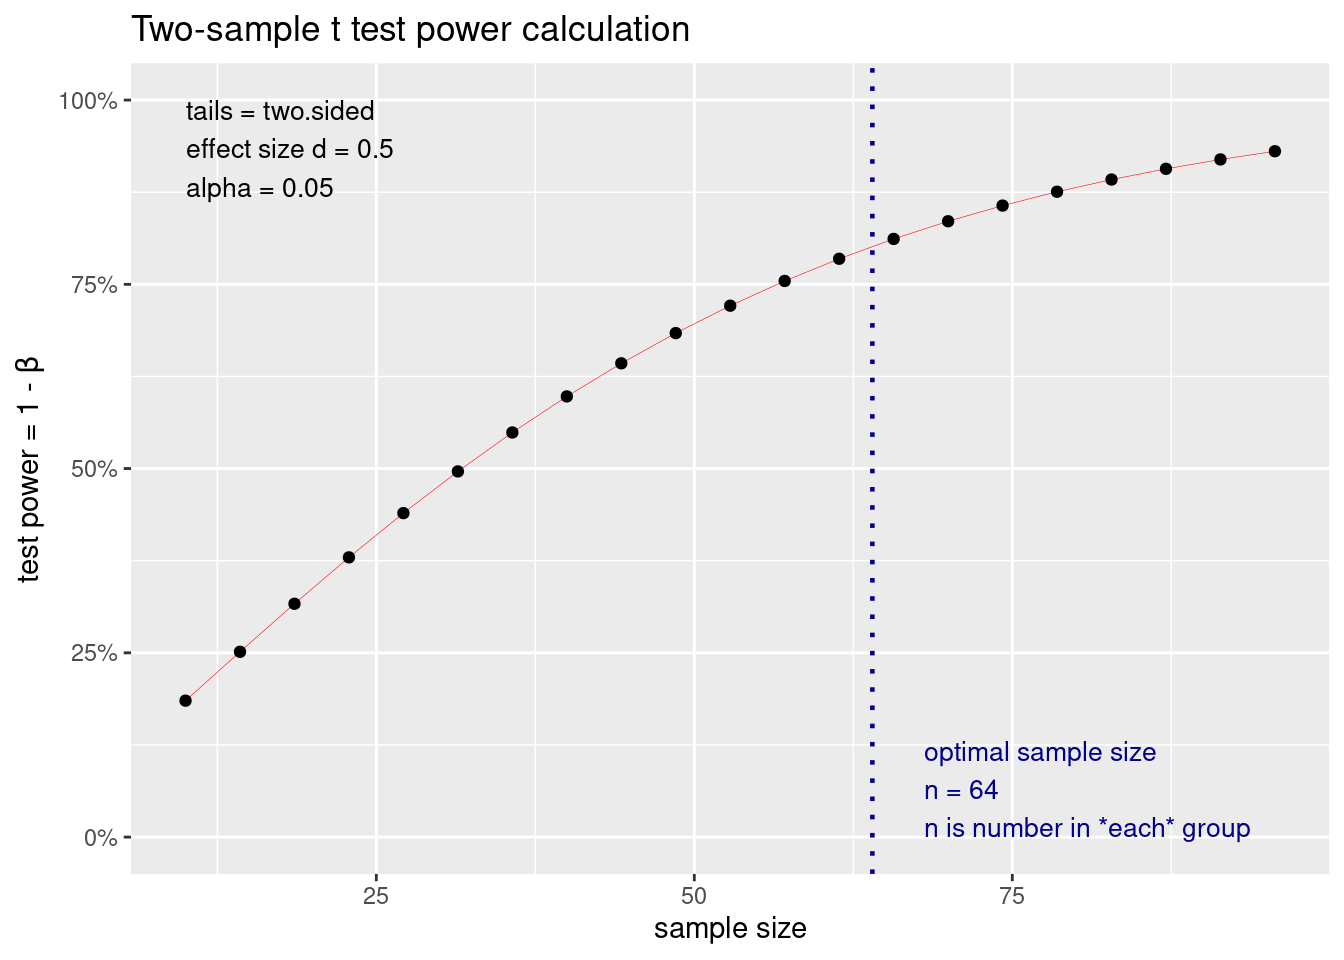 Two-sample t test power calculation
100%
75%
50%
25%
0%
test power = 1 - β
tails = two.sided
effect size d = 0.5
alpha = 0.05
optimal sample size
n = 64
n is number in *each* group
25
50
75
sample size